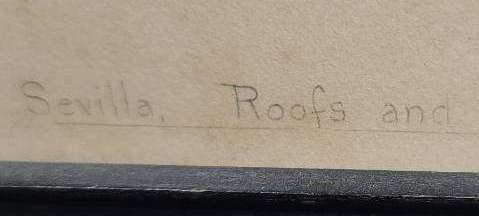 Sevilla, Roofs and